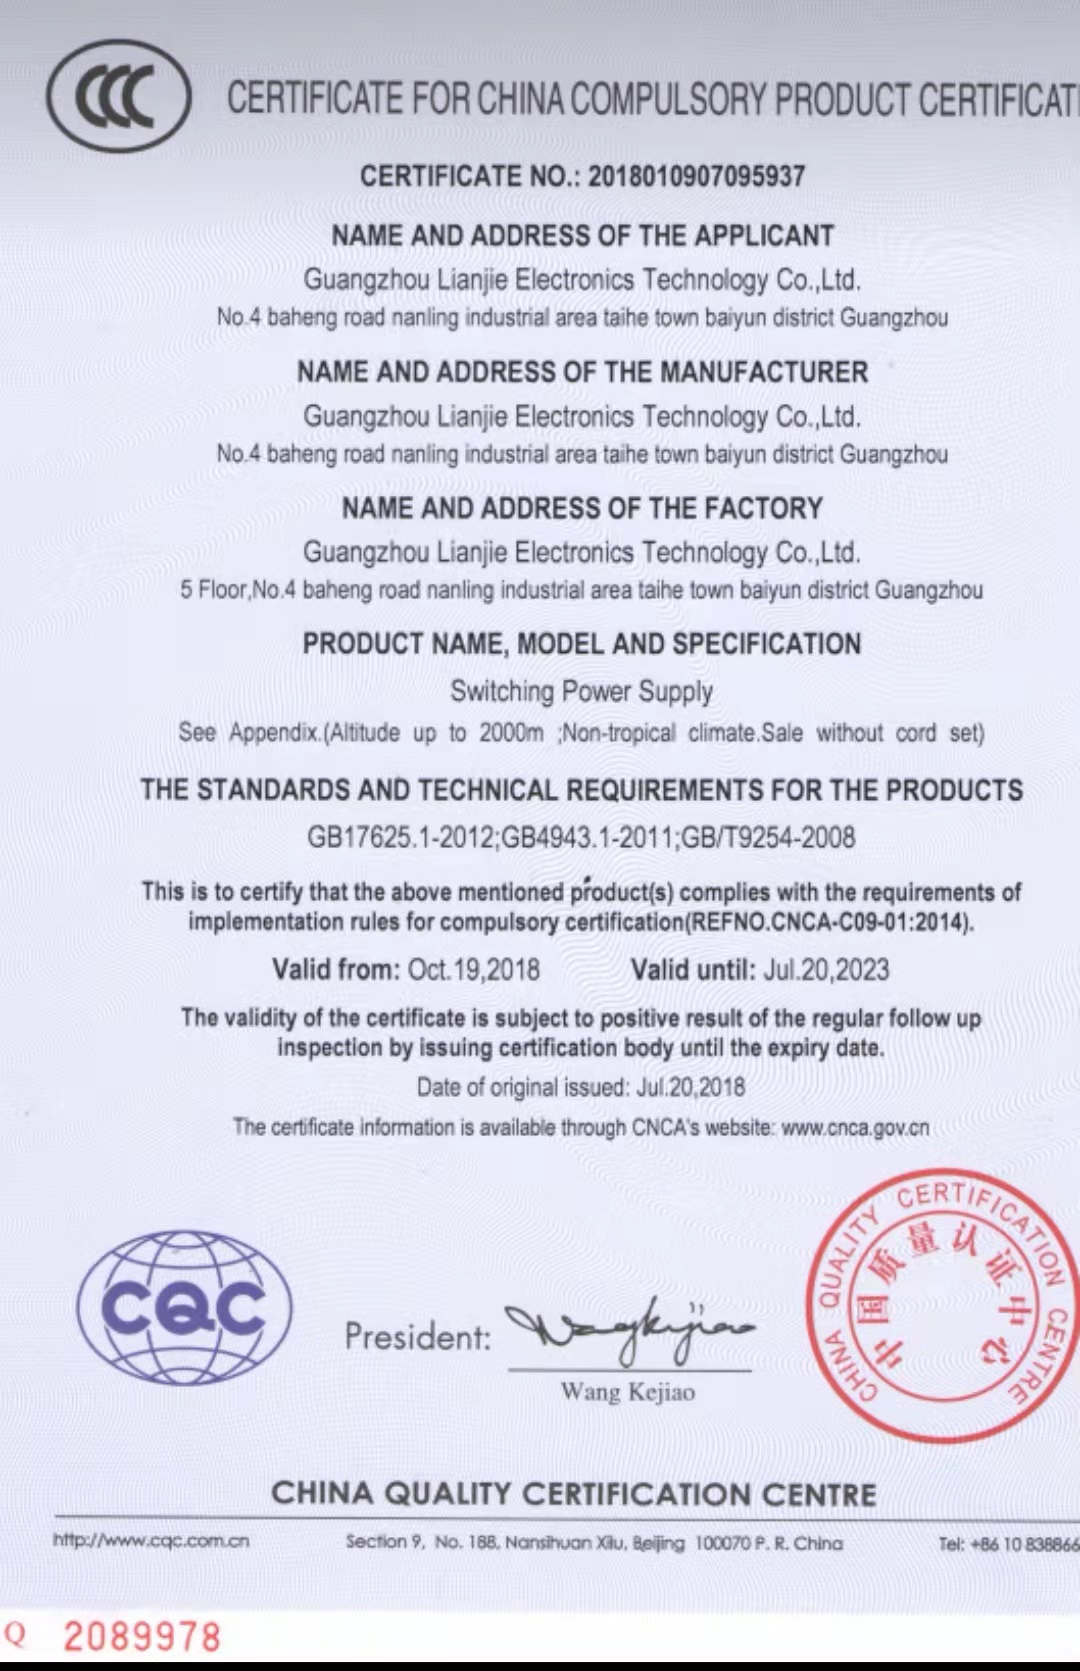 CCC
CERTIFICATE FOR CHINA COMPULSORY PRODUCT CERTIFICATI
CERTIFICATE NO.: 2018010907095937
NAME AND ADDRESS OF THE APPLICANT
Guangzhou Lianjie Electronics Technology Co.,Ltd.
No.4 baheng road nanling industrial area taihe town baiyun district Guangzhou
NAME AND ADDRESS OF THE MANUFACTURER
Guangzhou Lianjie Electronics Technology Co.,Ltd.
No.4 baheng road nanling industrial area taihe town baiyun district Guangzhou
NAME AND ADDRESS OF THE FACTORY
Guangzhou Lianjie Electronics Technology Co.,Ltd.
5 Floor,No.4 baheng road nanling industrial area taihe town baiyun district Guangzhou
PRODUCT NAME, MODEL AND SPECIFICATION
Switching Power Supply
See Appendix.(Altitude up to 2000m ;Non-tropical climate.Sale without cord set)
THE STANDARDS AND TECHNICAL REQUIREMENTS FOR THE PRODUCTS
GB17625.1-2012;GB4943.1-2011;GB/T9254-2008
This is to certify that the above mentioned product(s) complies with the requirements of
implementation rules for compulsory certification(REFNO.CNCA-C09-01:2014).
Valid from: Oct.19,2018 Valid until: Jul.20,2023
The validity of the certificate is subject to positive result of the regular follow up
inspection by issuing certification body until the expiry date.
Date of original issued: Jul.20,2018
The certificate information is available through CNCA's website: www.cnca.gov.cn
CQC
President:
Wangkejiao
Wang Kejiao
CHINA QUALITY CERTIFICATION CENTRE
中国质量认证中心
CHINA QUALITY CERTIFICATION CENTRE
http://www.cqc.com.cn
Section 9, No. 188, Nansihuan Xilu, Beijing 100070 P. R. China
Tel: +86 10 838866
Q 2089978